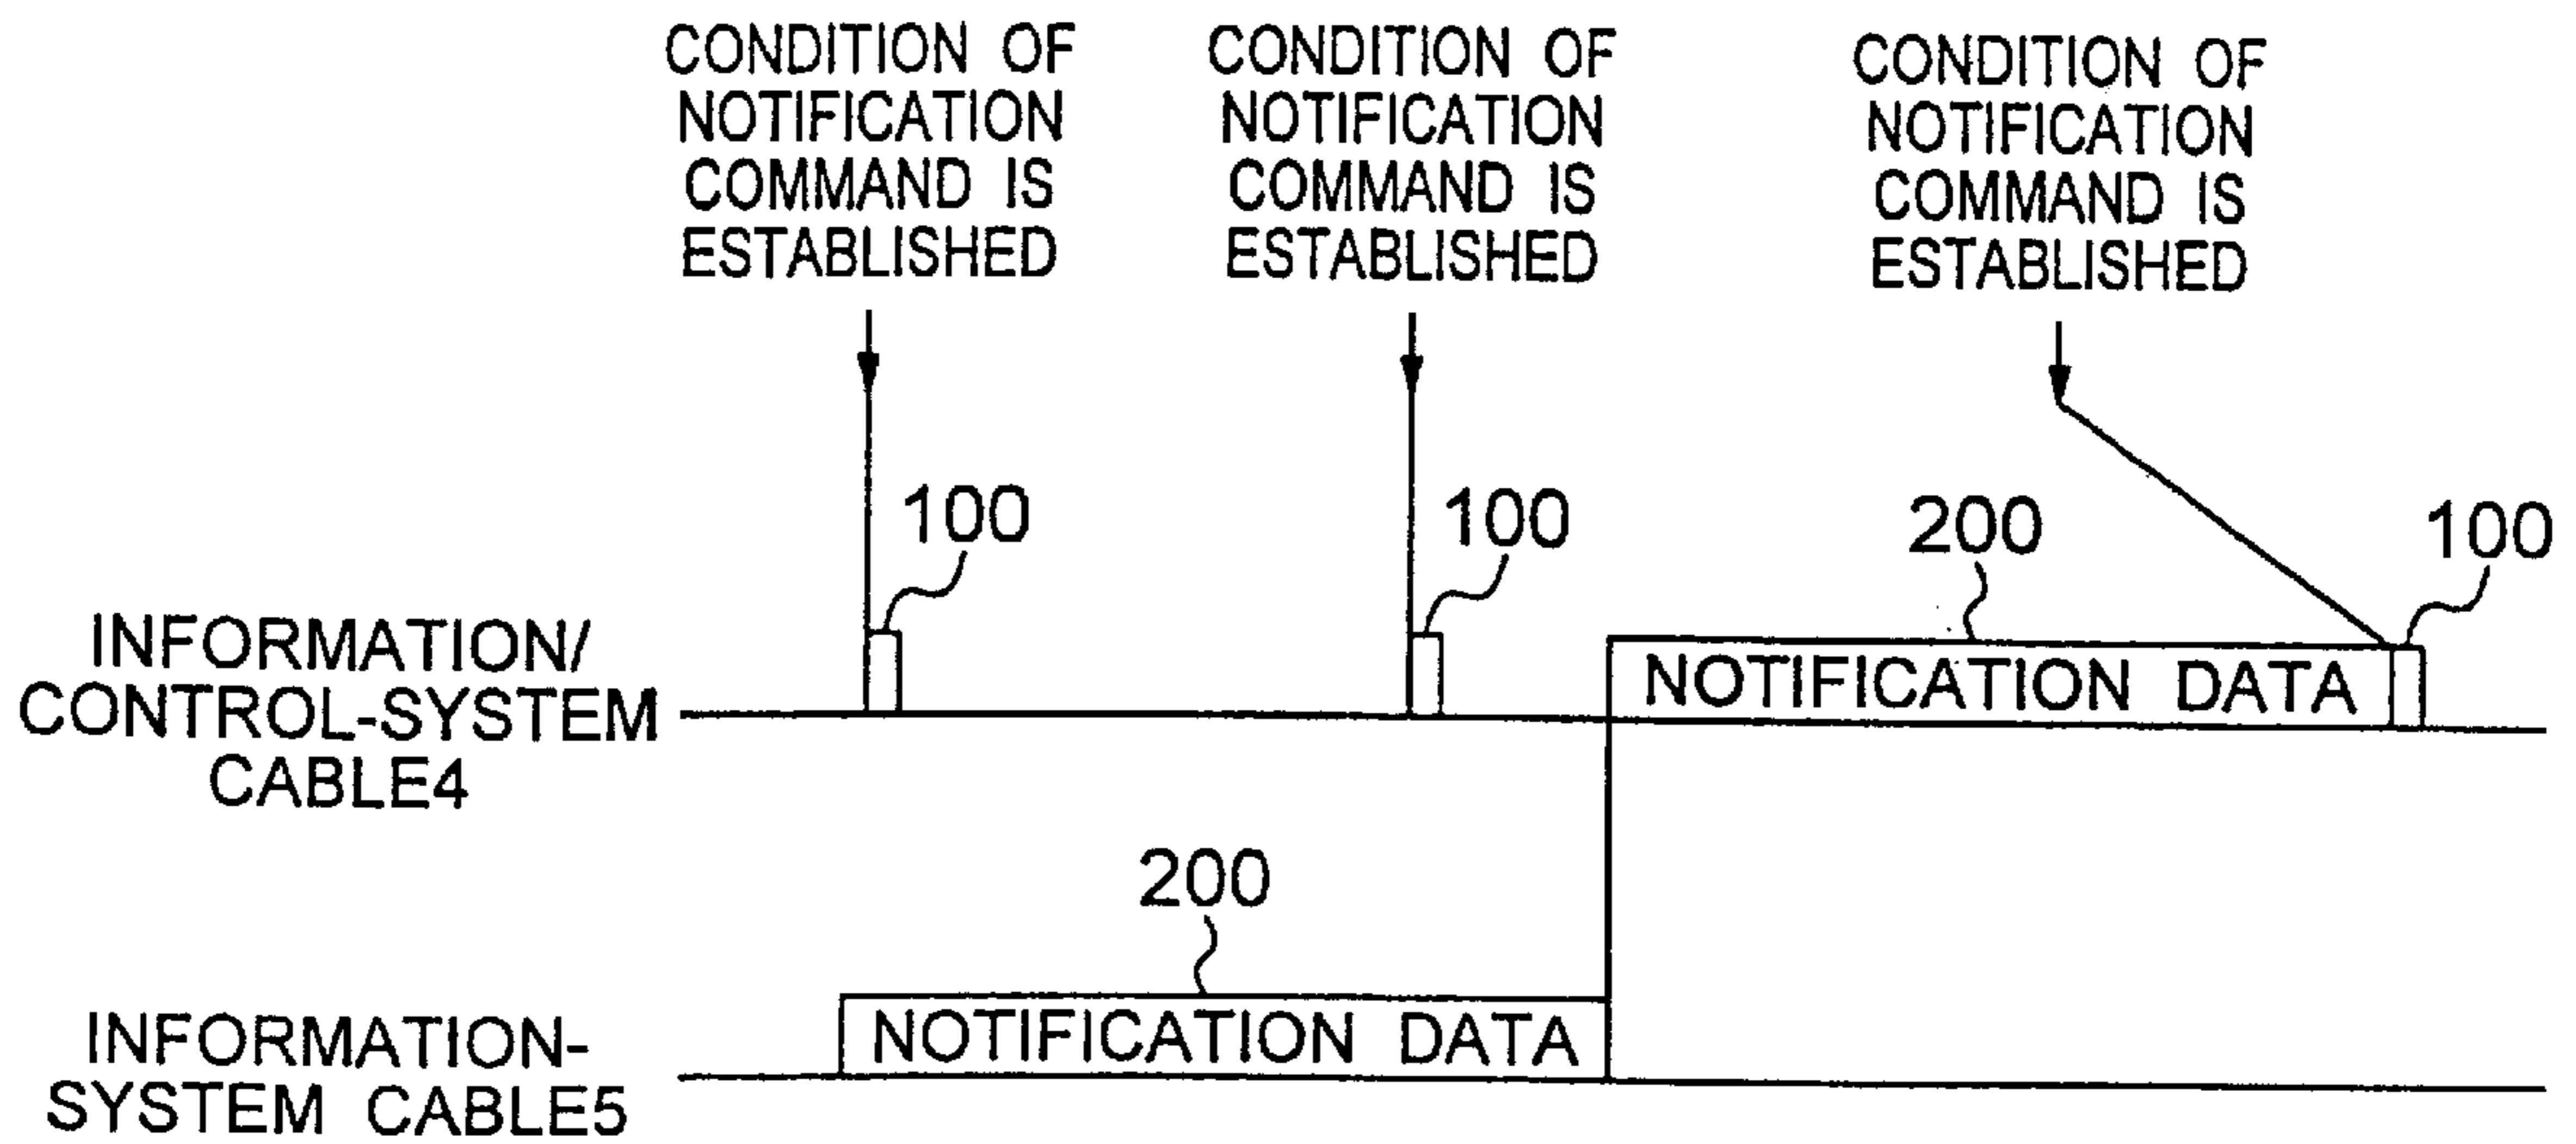 CONDITION OF
NOTIFICATION
COMMAND IS
ESTABLISHED
CONDITION OF
NOTIFICATION
COMMAND IS
ESTABLISHED
CONDITION OF
NOTIFICATION
COMMAND IS
ESTABLISHED
100
100
200
100
INFORMATION/
CONTROL-SYSTEM
CABLE4
NOTIFICATION DATA
200
INFORMATION-
SYSTEM CABLE5
NOTIFICATION DATA